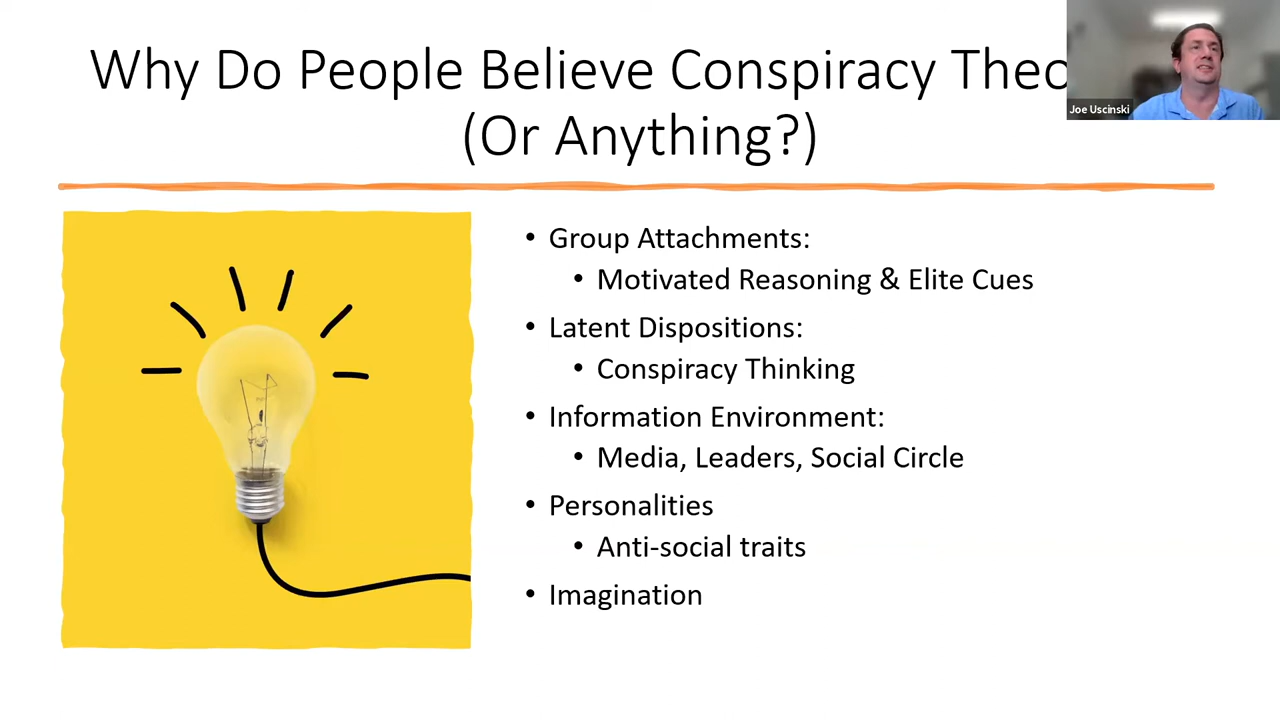 Why Do People Believe Conspiracy Theo
(Or Anything?)
Joe Uscinski
• Group Attachments:
• Motivated Reasoning & Elite Cues
• Latent Dispositions:
• Conspiracy Thinking
• Information Environment:
• Media, Leaders, Social Circle
• Personalities
• Anti-social traits
• Imagination